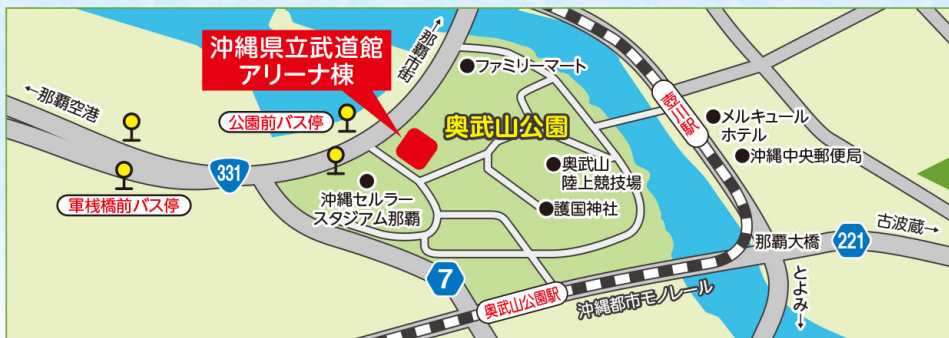 沖縄県立武道館
アリーナ棟
↑那覇市街
←那覇空港
公園前バス停
軍桟橋前バス停
331
ファミリーマート
奥武山公園
沖縄セルラー
スタジアム那覇
奥武山
陸上競技場
護国神社
壺川駅
メルキュール
ホテル
沖縄中央郵便局
古波蔵→
那覇大橋
221
とよみ→
7
奥武山公園駅
沖縄都市モノレール